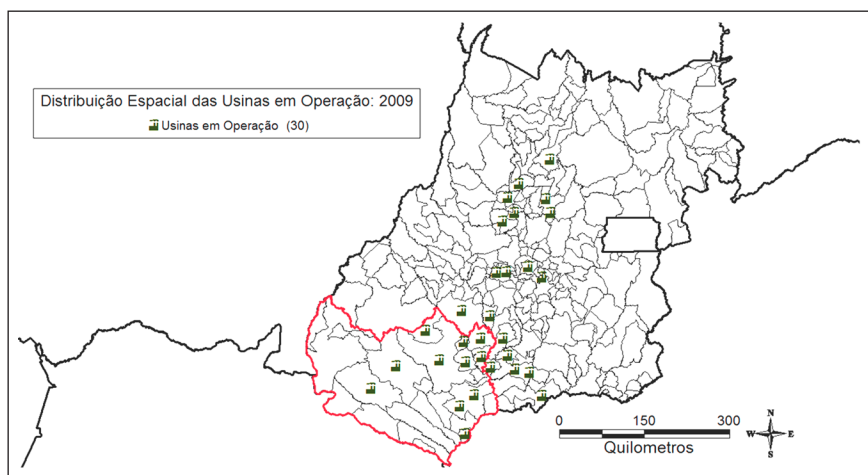 Distribuição Espacial das Usinas em Operação: 2009
Usinas em Operação (30)
0 150 300
Quilometros
N
W E
S